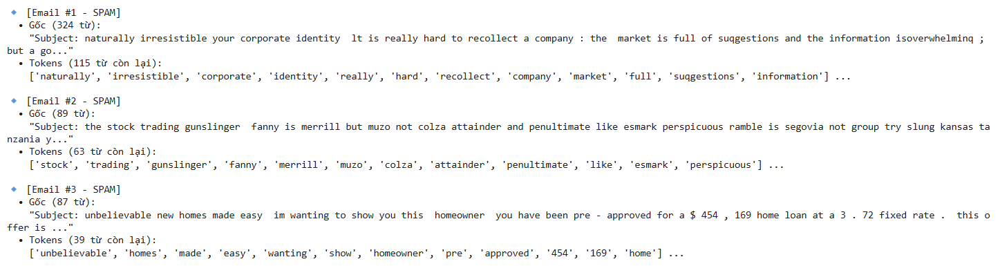 [Email #1 - SPAM]
• Gốc (324 từ):
"Subject: naturally irresistible your corporate identity  lt is really hard to recollect a company : the  market is full of suqgestions and the information isoverwhelminq ;
but a go..."
• Tokens (115 từ còn lại):
['naturally', 'irresistible', 'corporate', 'identity', 'really', 'hard', 'recollect', 'company', 'market', 'full', 'suqgestions', 'information'] ...
[Email #2 - SPAM]
• Gốc (89 từ):
"Subject: the stock trading gunslinger  fanny is merrill but muzo not colza attainder and penultimate like esmark perspicuous ramble is segovia not group try slung kansas ta
nzania y..."
• Tokens (63 từ còn lại):
['stock', 'trading', 'gunslinger', 'fanny', 'merrill', 'muzo', 'colza', 'attainder', 'penultimate', 'like', 'esmark', 'perspicuous'] ...
[Email #3 - SPAM]
• Gốc (87 từ):
"Subject: unbelievable new homes made easy  im wanting to show you this  homeowner  you have been pre - approved for a $ 454 , 169 home loan at a 3 . 72 fixed rate .  this o
ffer is ..."
• Tokens (39 từ còn lại):
['unbelievable', 'homes', 'made', 'easy', 'wanting', 'show', 'homeowner', 'pre', 'approved', '454', '169', 'home'] ...